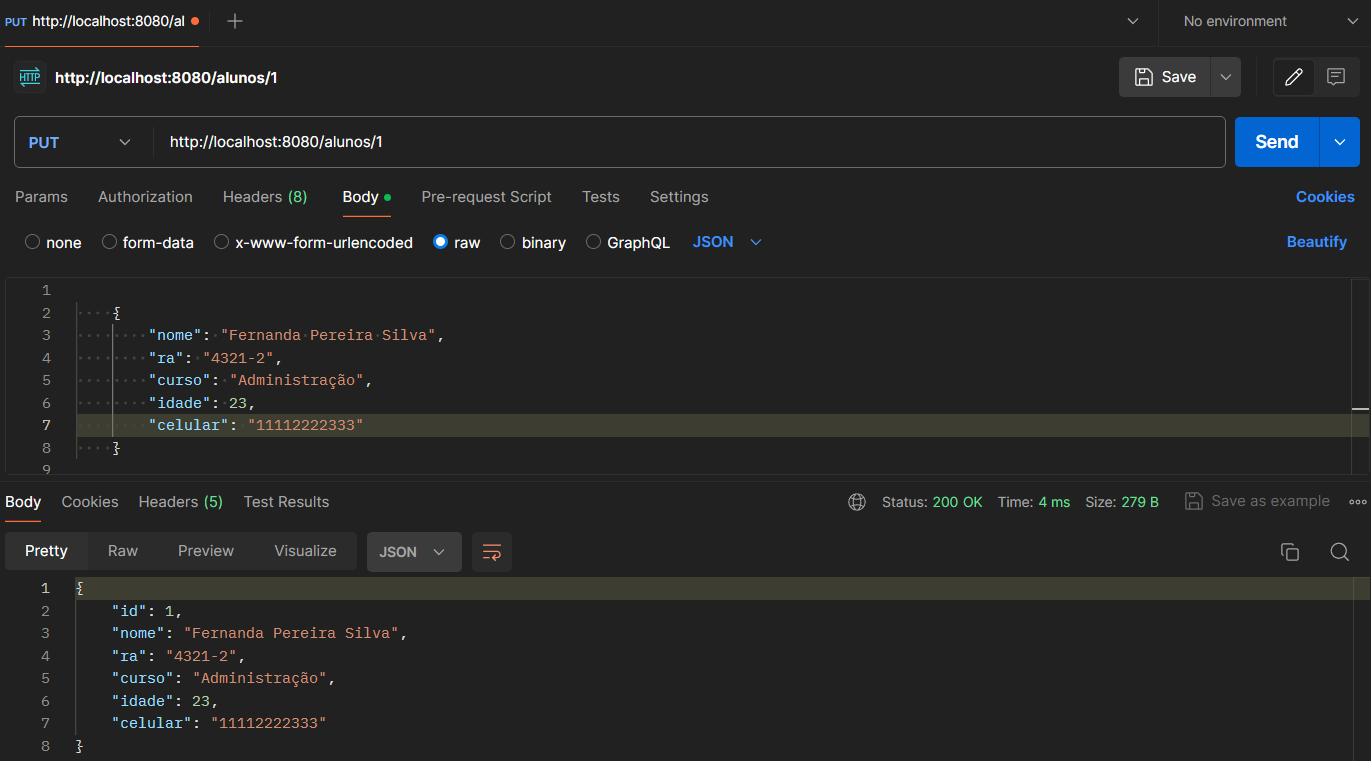 PUT http://localhost:8080/al
No environment
HTTP http://localhost:8080/alunos/1
Save
PUT http://localhost:8080/alunos/1 Send
Params Authorization Headers (8) Body Pre-request Script Tests Settings Cookies
none form-data x-www-form-urlencoded raw binary GraphQL JSON Beautify
1
2 {
3 "nome": "Fernanda Pereira Silva",
4 "ra": "4321-2",
5 "curso": "Administração",
6 "idade": 23,
7 "celular": "11112222333"
8 }
9
Body Cookies Headers (5) Test Results Status: 200 OK Time: 4 ms Size: 279 B Save as example
Pretty Raw Preview Visualize JSON
1 {
2 "id": 1,
3 "nome": "Fernanda Pereira Silva",
4 "ra": "4321-2",
5 "curso": "Administração",
6 "idade": 23,
7 "celular": "11112222333"
8 }